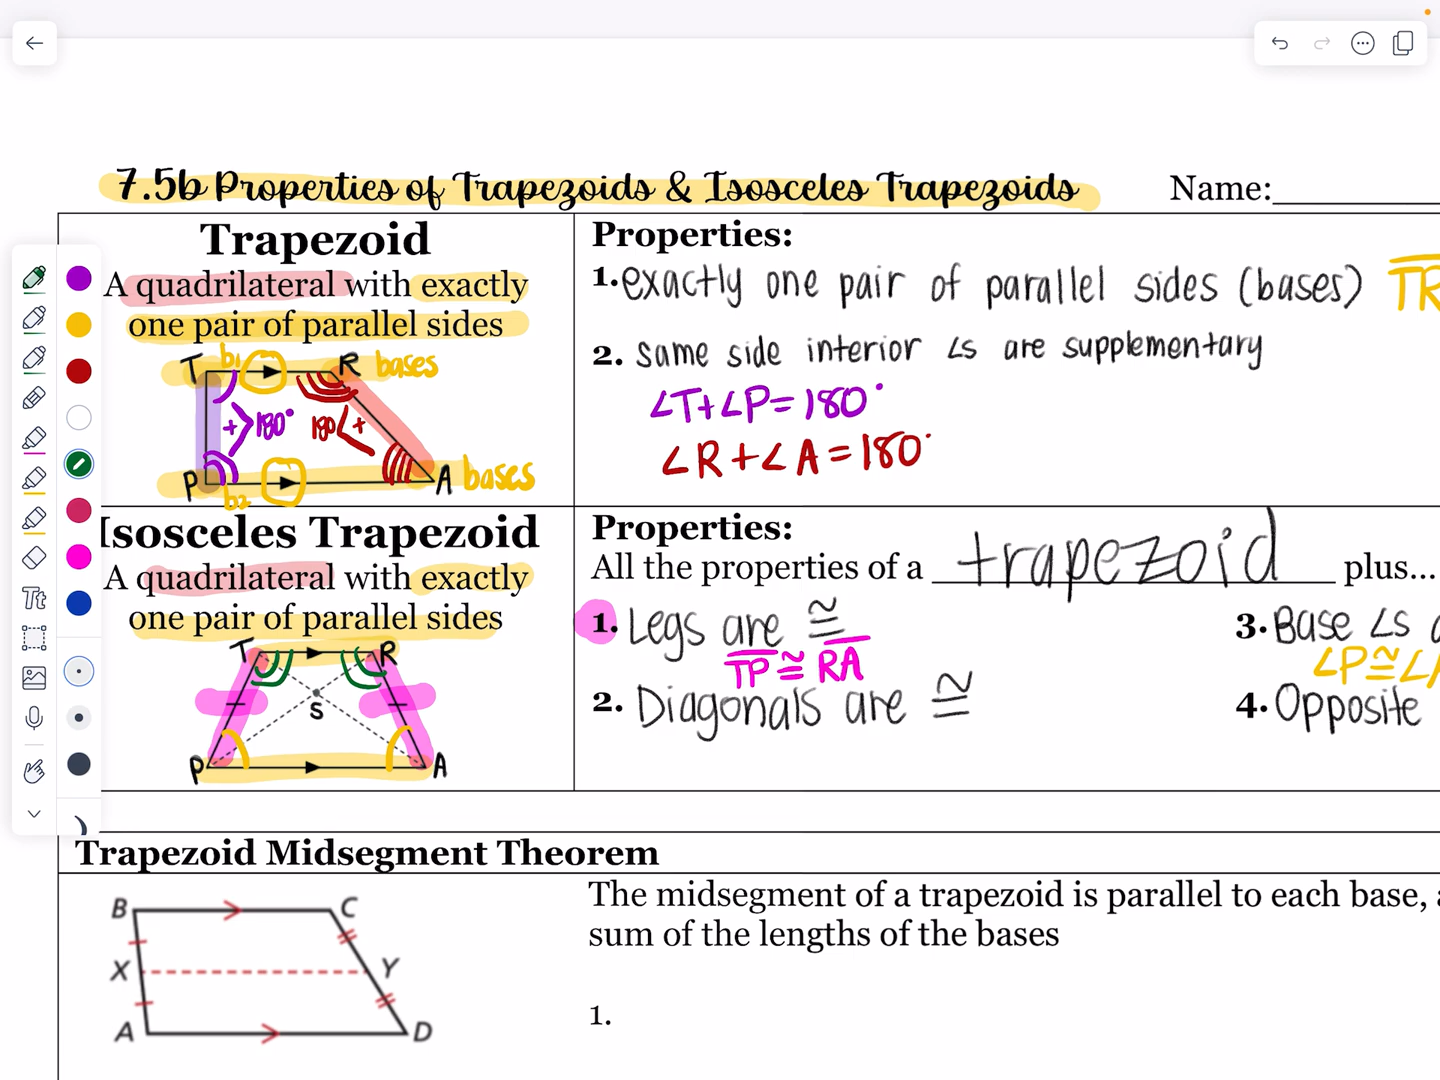 7.5b Properties of Trapezoids & Isosceles Trapezoids
Name:
Trapezoid
A quadrilateral with exactly
one pair of parallel sides
T b1 R bases
+ 180° 180 +
P b2 A bases
Properties:
1. exactly one pair of parallel sides (bases) TR
2. same side interior ∠s are supplementary
∠T+∠P=180°
∠R+∠A=180°
Isosceles Trapezoid
A quadrilateral with exactly
one pair of parallel sides
T R
S
P A
Properties:
All the properties of a trapezoid plus...
1. Legs are ≅
TP≅RA
2. Diagonals are ≅
3. Base ∠s
∠P≅∠
4. Opposite
Tt
Trapezoid Midsegment Theorem
B C
X Y
A D
The midsegment of a trapezoid is parallel to each base,
sum of the lengths of the bases
1.